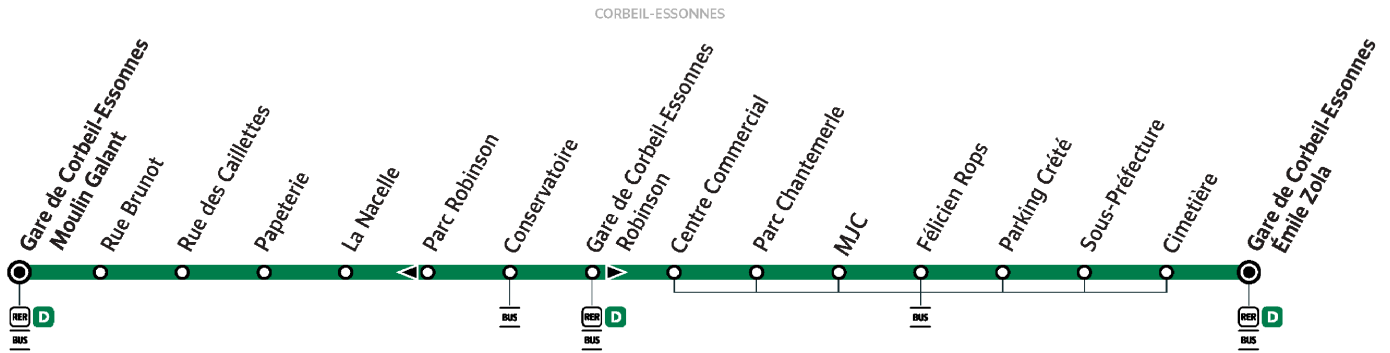 CORBEIL-ESSONNES
Gare de Corbeil-Essonnes
Moulin Galant
Rue Brunot
Rue des Caillettes
Papeterie
La Nacelle
Parc Robinson
Conservatoire
Gare de Corbeil-Essonnes
Robinson
Centre Commercial
Parc Chantemerle
MJC
Félicien Rops
Parking Crété
Sous-Préfecture
Cimetière
Gare de Corbeil-Essonnes
Émile Zola
RER D
BUS
BUS
RER D
BUS
BUS
RER D
BUS